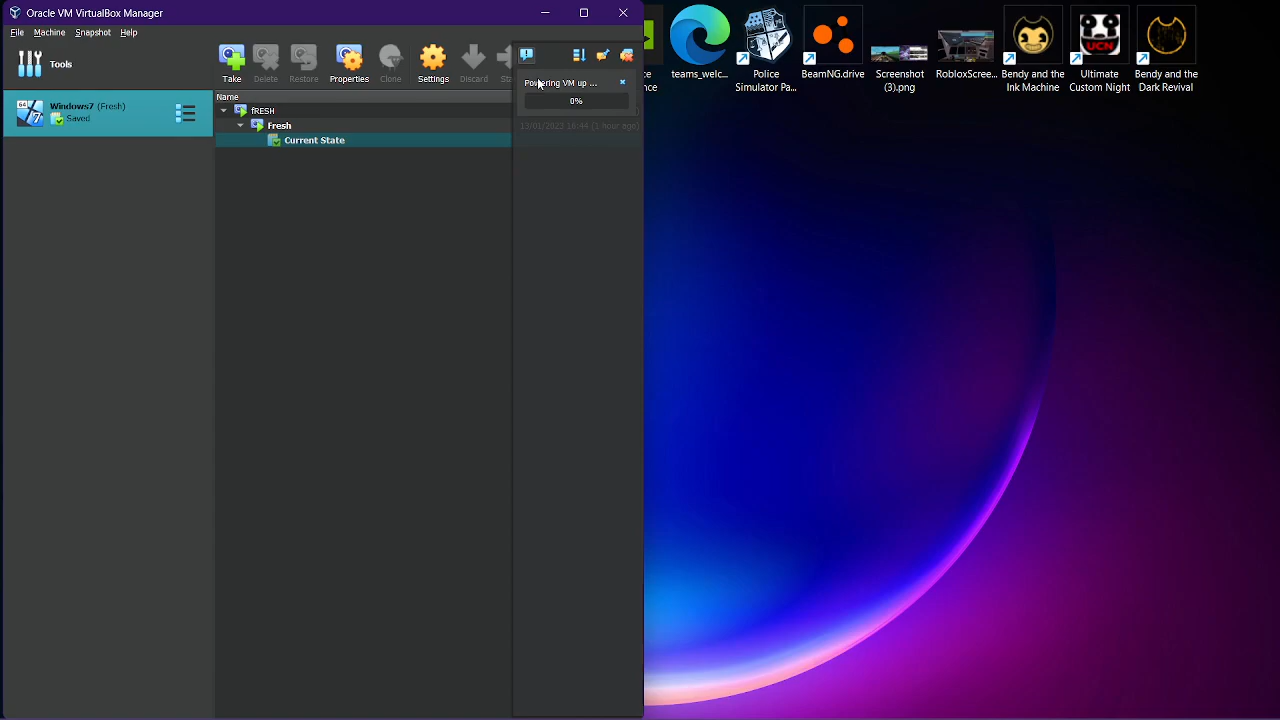 Oracle VM VirtualBox Manager
File Machine Snapshot Help
Tools
Take Delete Restore Properties Clone Settings Discard
Powering VM up ...
0%
Windows7 (Fresh)
Saved
64
7
Name
fRESH
Fresh
Current State
13/01/2023 16:44 (1 hour ago)
teams_welc...
Police
Simulator Pa...
BeamNG.drive
Screenshot
(3).png
RobloxScree...
Bendy and the
Ink Machine
UCN
Ultimate
Custom Night
Bendy and the
Dark Revival